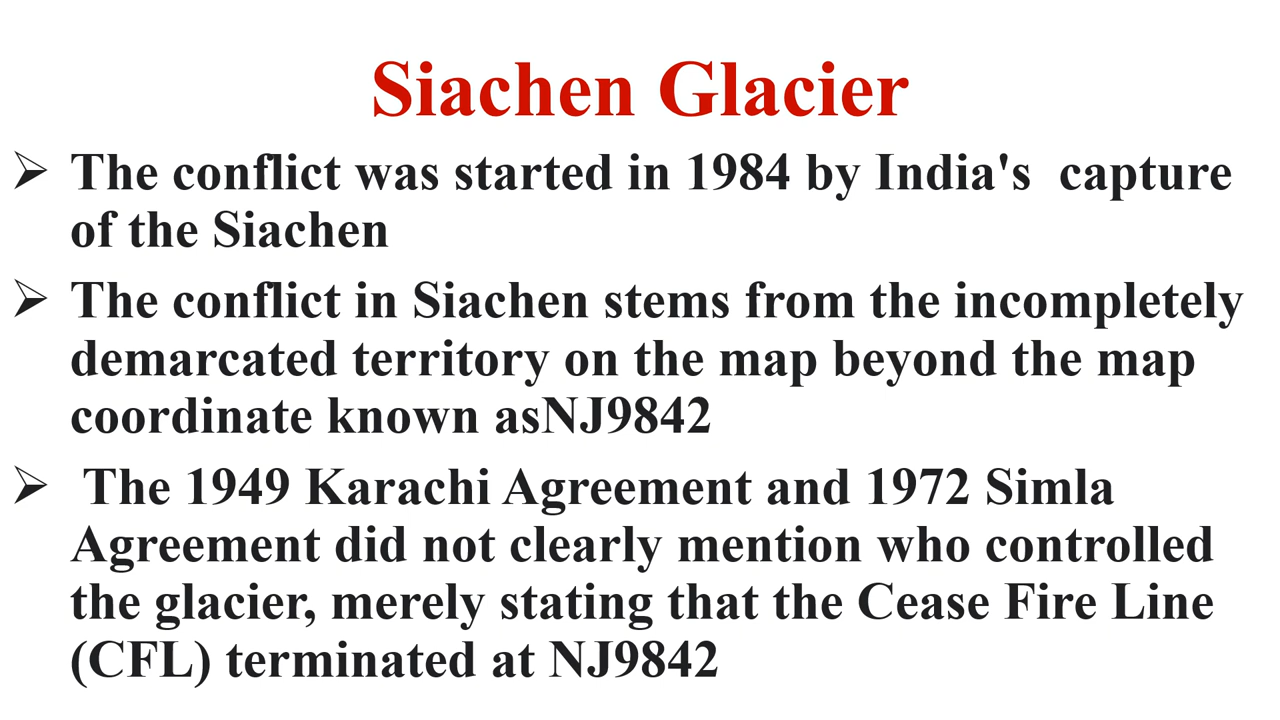 Siachen Glacier
➢ The conflict was started in 1984 by India's  capture
of the Siachen
➢ The conflict in Siachen stems from the incompletely
demarcated territory on the map beyond the map
coordinate known asNJ9842
➢ The 1949 Karachi Agreement and 1972 Simla
Agreement did not clearly mention who controlled
the glacier, merely stating that the Cease Fire Line
(CFL) terminated at NJ9842